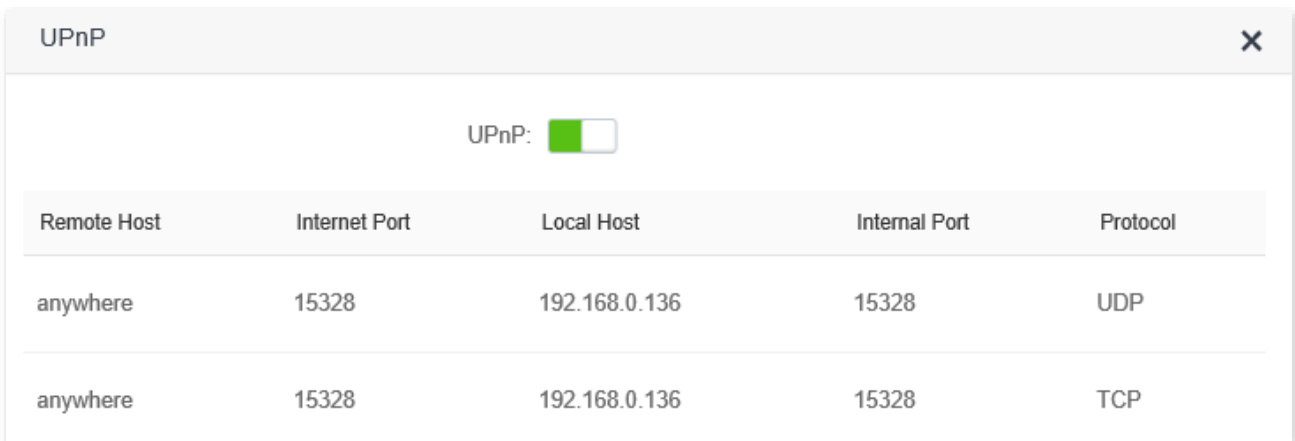 UPnP
UPnP:
Remote Host Internet Port Local Host Internal Port Protocol
anywhere 15328 192.168.0.136 15328 UDP
anywhere 15328 192.168.0.136 15328 TCP